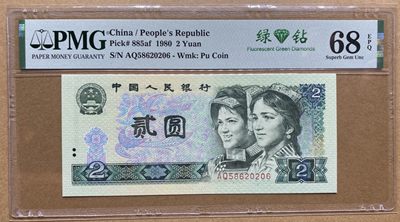 PMG
PAPER MONEY GUARANTY
China / People's Republic
Pick# 885af 1980 2 Yuan
S/N AQ58620206 - Wmk: Pu Coin
绿钻
Fluorescent Green Diamonds
68 EPQ
Superb Gem Unc
中国人民银行
贰圆
2
2
AQ58620206